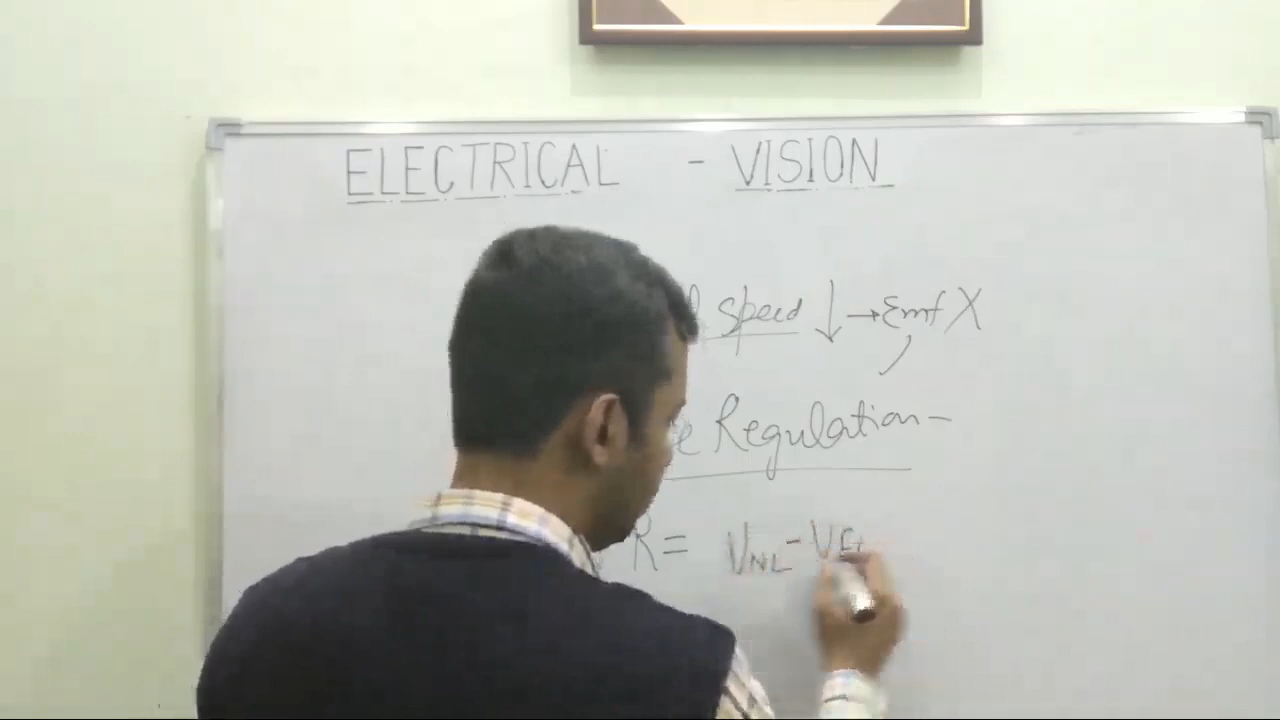 ELECTRICAL - VISION
speed ↓ → Emf X
Regulation -
R = VNL - VFL